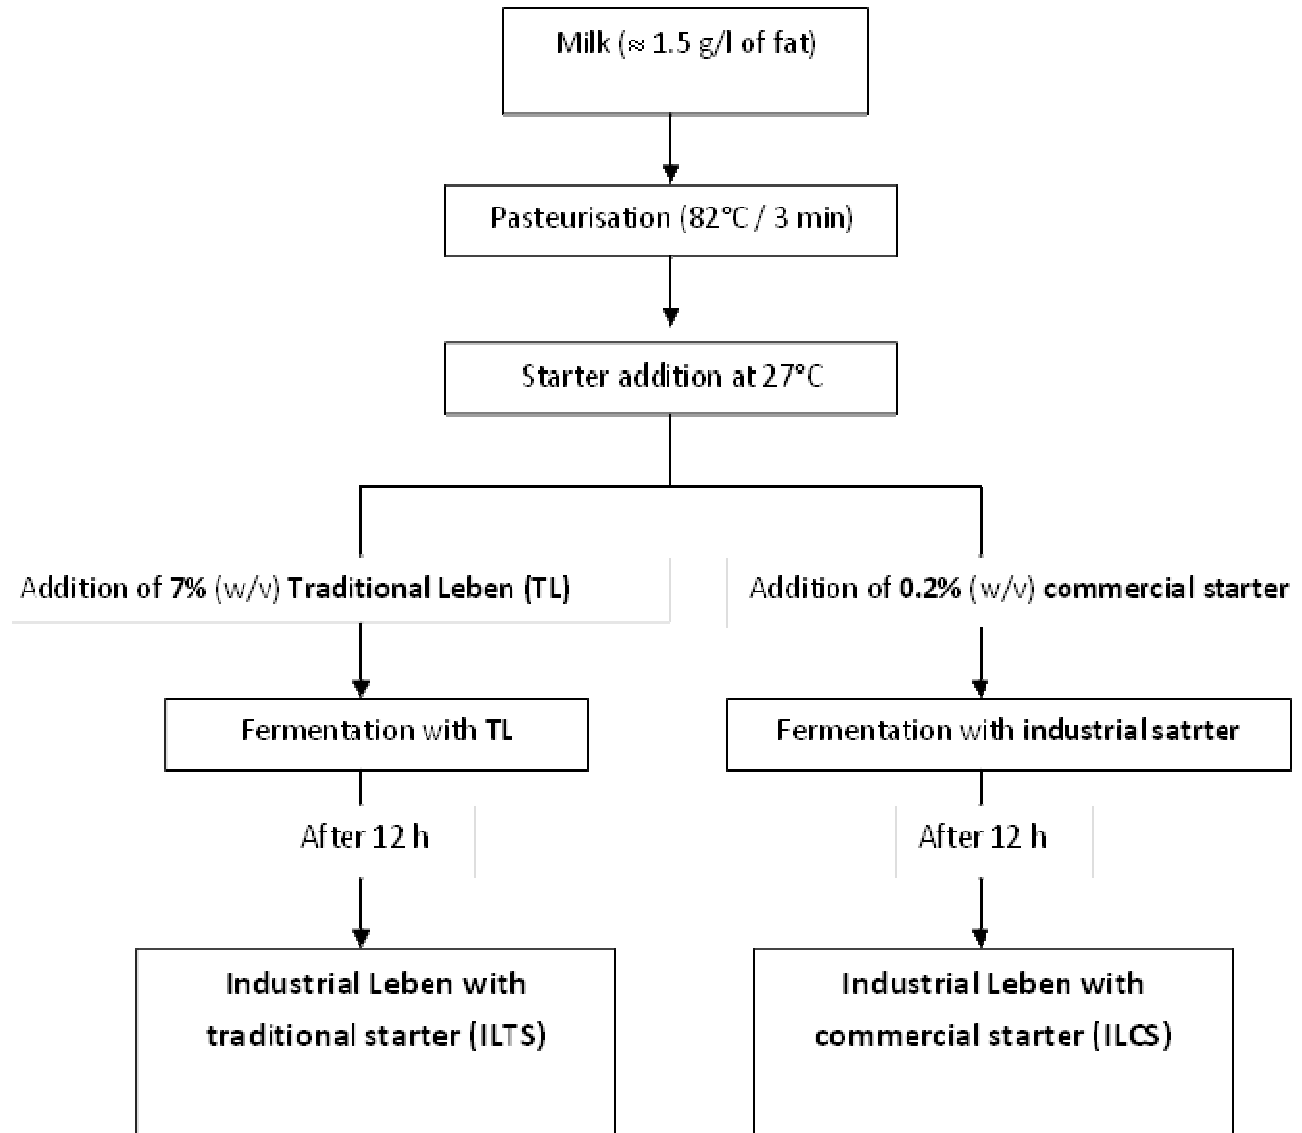 Milk (≈ 1.5 g/l of fat)
Pasteurisation (82°C / 3 min)
Starter addition at 27°C
Addition of 7% (w/v) Traditional Leben (TL)
Addition of 0.2% (w/v) commercial starter
Fermentation with TL
Fermentation with industrial satrter
After 12 h
After 12 h
Industrial Leben with
traditional starter (ILTS)
Industrial Leben with
commercial starter (ILCS)